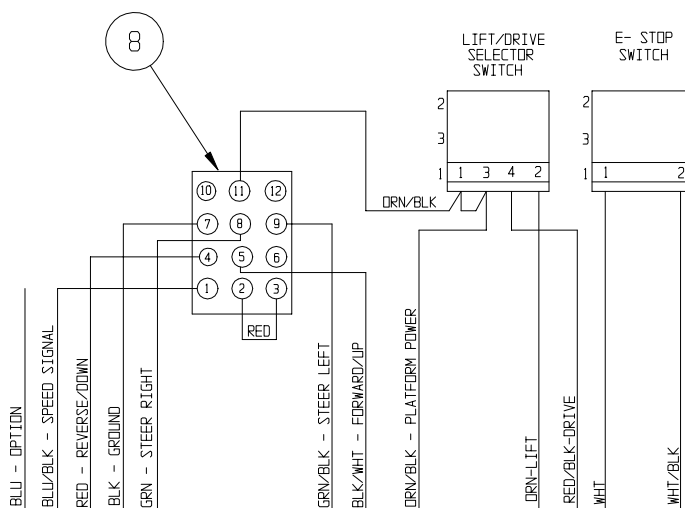 8
LIFT/DRIVE
SELECTOR
SWITCH
E- STOP
SWITCH
2
3
1
1 3 4 2
2
3
1
1 2
ORN/BLK
10 11 12
7 8 9
4 5 6
1 2 3
RED
BLU - OPTION
BLU/BLK - SPEED SIGNAL
RED - REVERSE/DOWN
BLK - GROUND
GRN - STEER RIGHT
GRN/BLK - STEER LEFT
BLK/WHT - FORWARD/UP
ORN/BLK - PLATFORM POWER
ORN-LIFT
RED/BLK-DRIVE
WHT
WHT/BLK